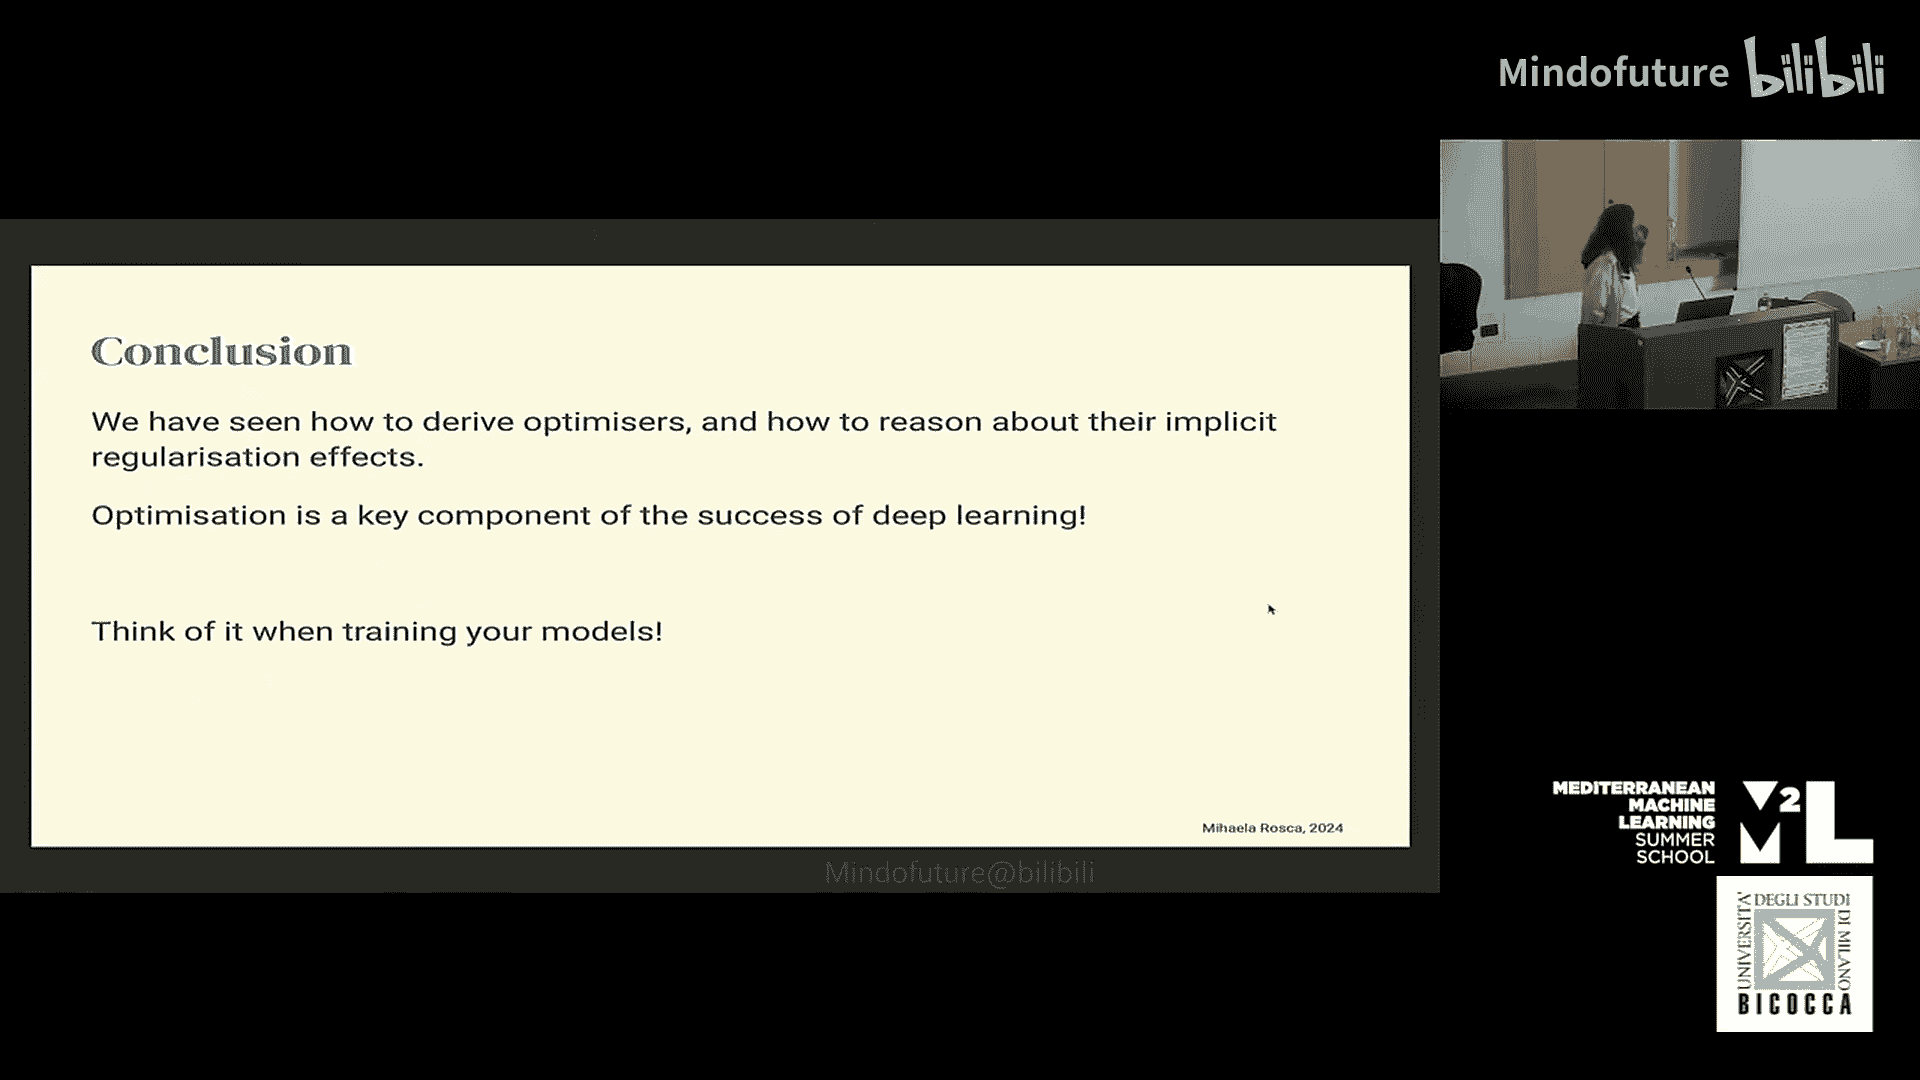 Mindofuture bilibili
Conclusion
We have seen how to derive optimisers, and how to reason about their implicit
regularisation effects.
Optimisation is a key component of the success of deep learning!
Think of it when training your models!
Mihaela Rosca, 2024
Mindofuture@bilibili
MEDITERRANEAN
MACHINE
LEARNING
SUMMER
SCHOOL
M2L
UNIVERSITÀ
DEGLI STUDI
DI MILANO
BICOCCA